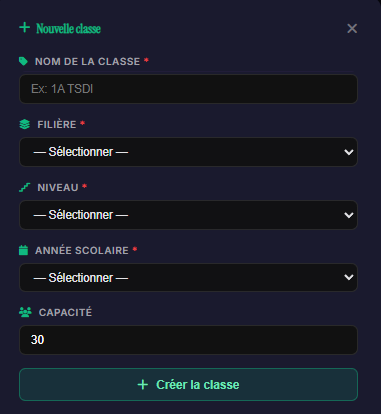 Nouvelle classe
NOM DE LA CLASSE *
Ex: 1A TSDI
FILIÈRE *
— Sélectionner —
NIVEAU *
— Sélectionner —
ANNÉE SCOLAIRE *
— Sélectionner —
CAPACITÉ
30
Créer la classe